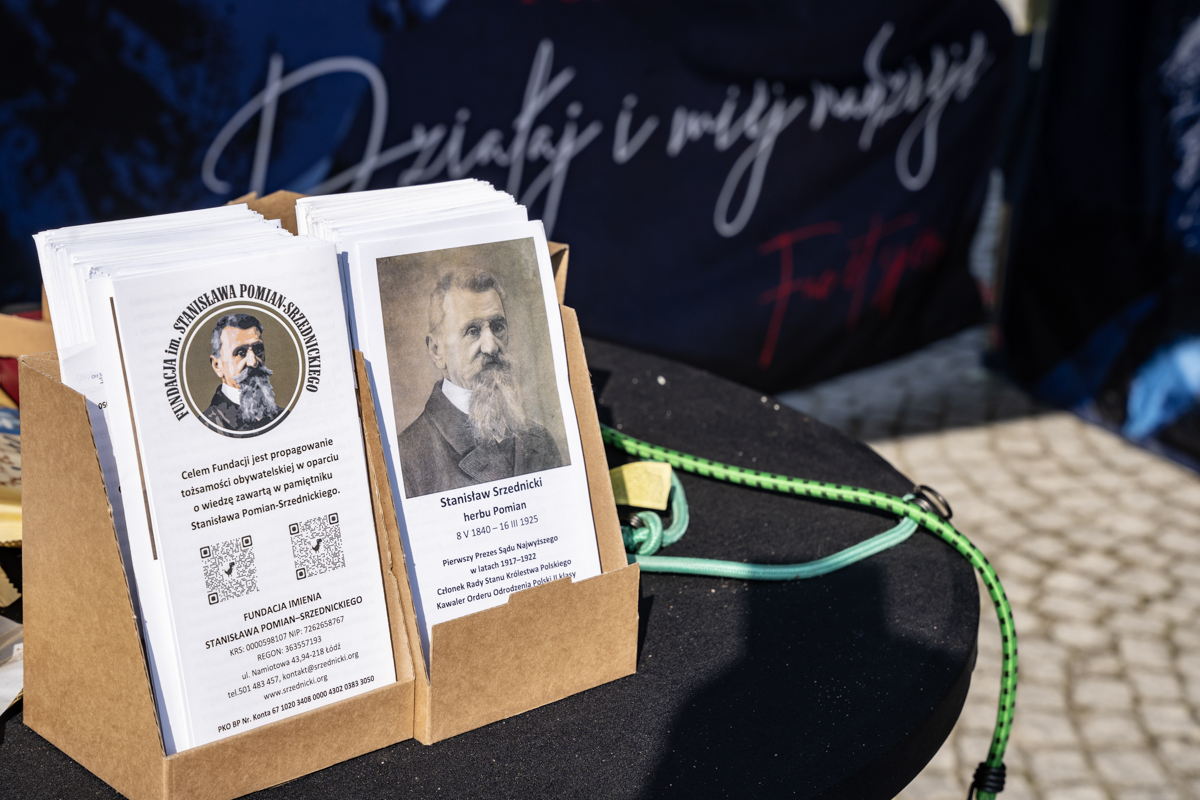 Działaj i miej nadzieję
FUNDACJA im. STANISŁAWA POMIAN-SRZEDNICKIEGO
Celem Fundacji jest propagowanie
tożsamości obywatelskiej w oparciu
o wiedzę zawartą w pamiętniku
Stanisława Pomian-Srzednickiego.
FUNDACJA IMIENIA
STANISŁAWA POMIAN–SRZEDNICKIEGO
KRS: 0000598107 NIP: 7262658767
REGON: 363557193
ul. Namiotowa 43,94-218 Łódź
tel.501 483 457, kontakt@srzednicki.org
www.srzednicki.org
PKO BP Nr. Konta 67 1020 3408 0000 4302 0383 3050
Stanisław Srzednicki
herbu Pomian
8 V 1840 – 16 III 1925
Pierwszy Prezes Sądu Najwyższego
w latach 1917–1922
Członek Rady Stanu Królestwa Polskiego
Kawaler Orderu Odrodzenia Polski II klasy